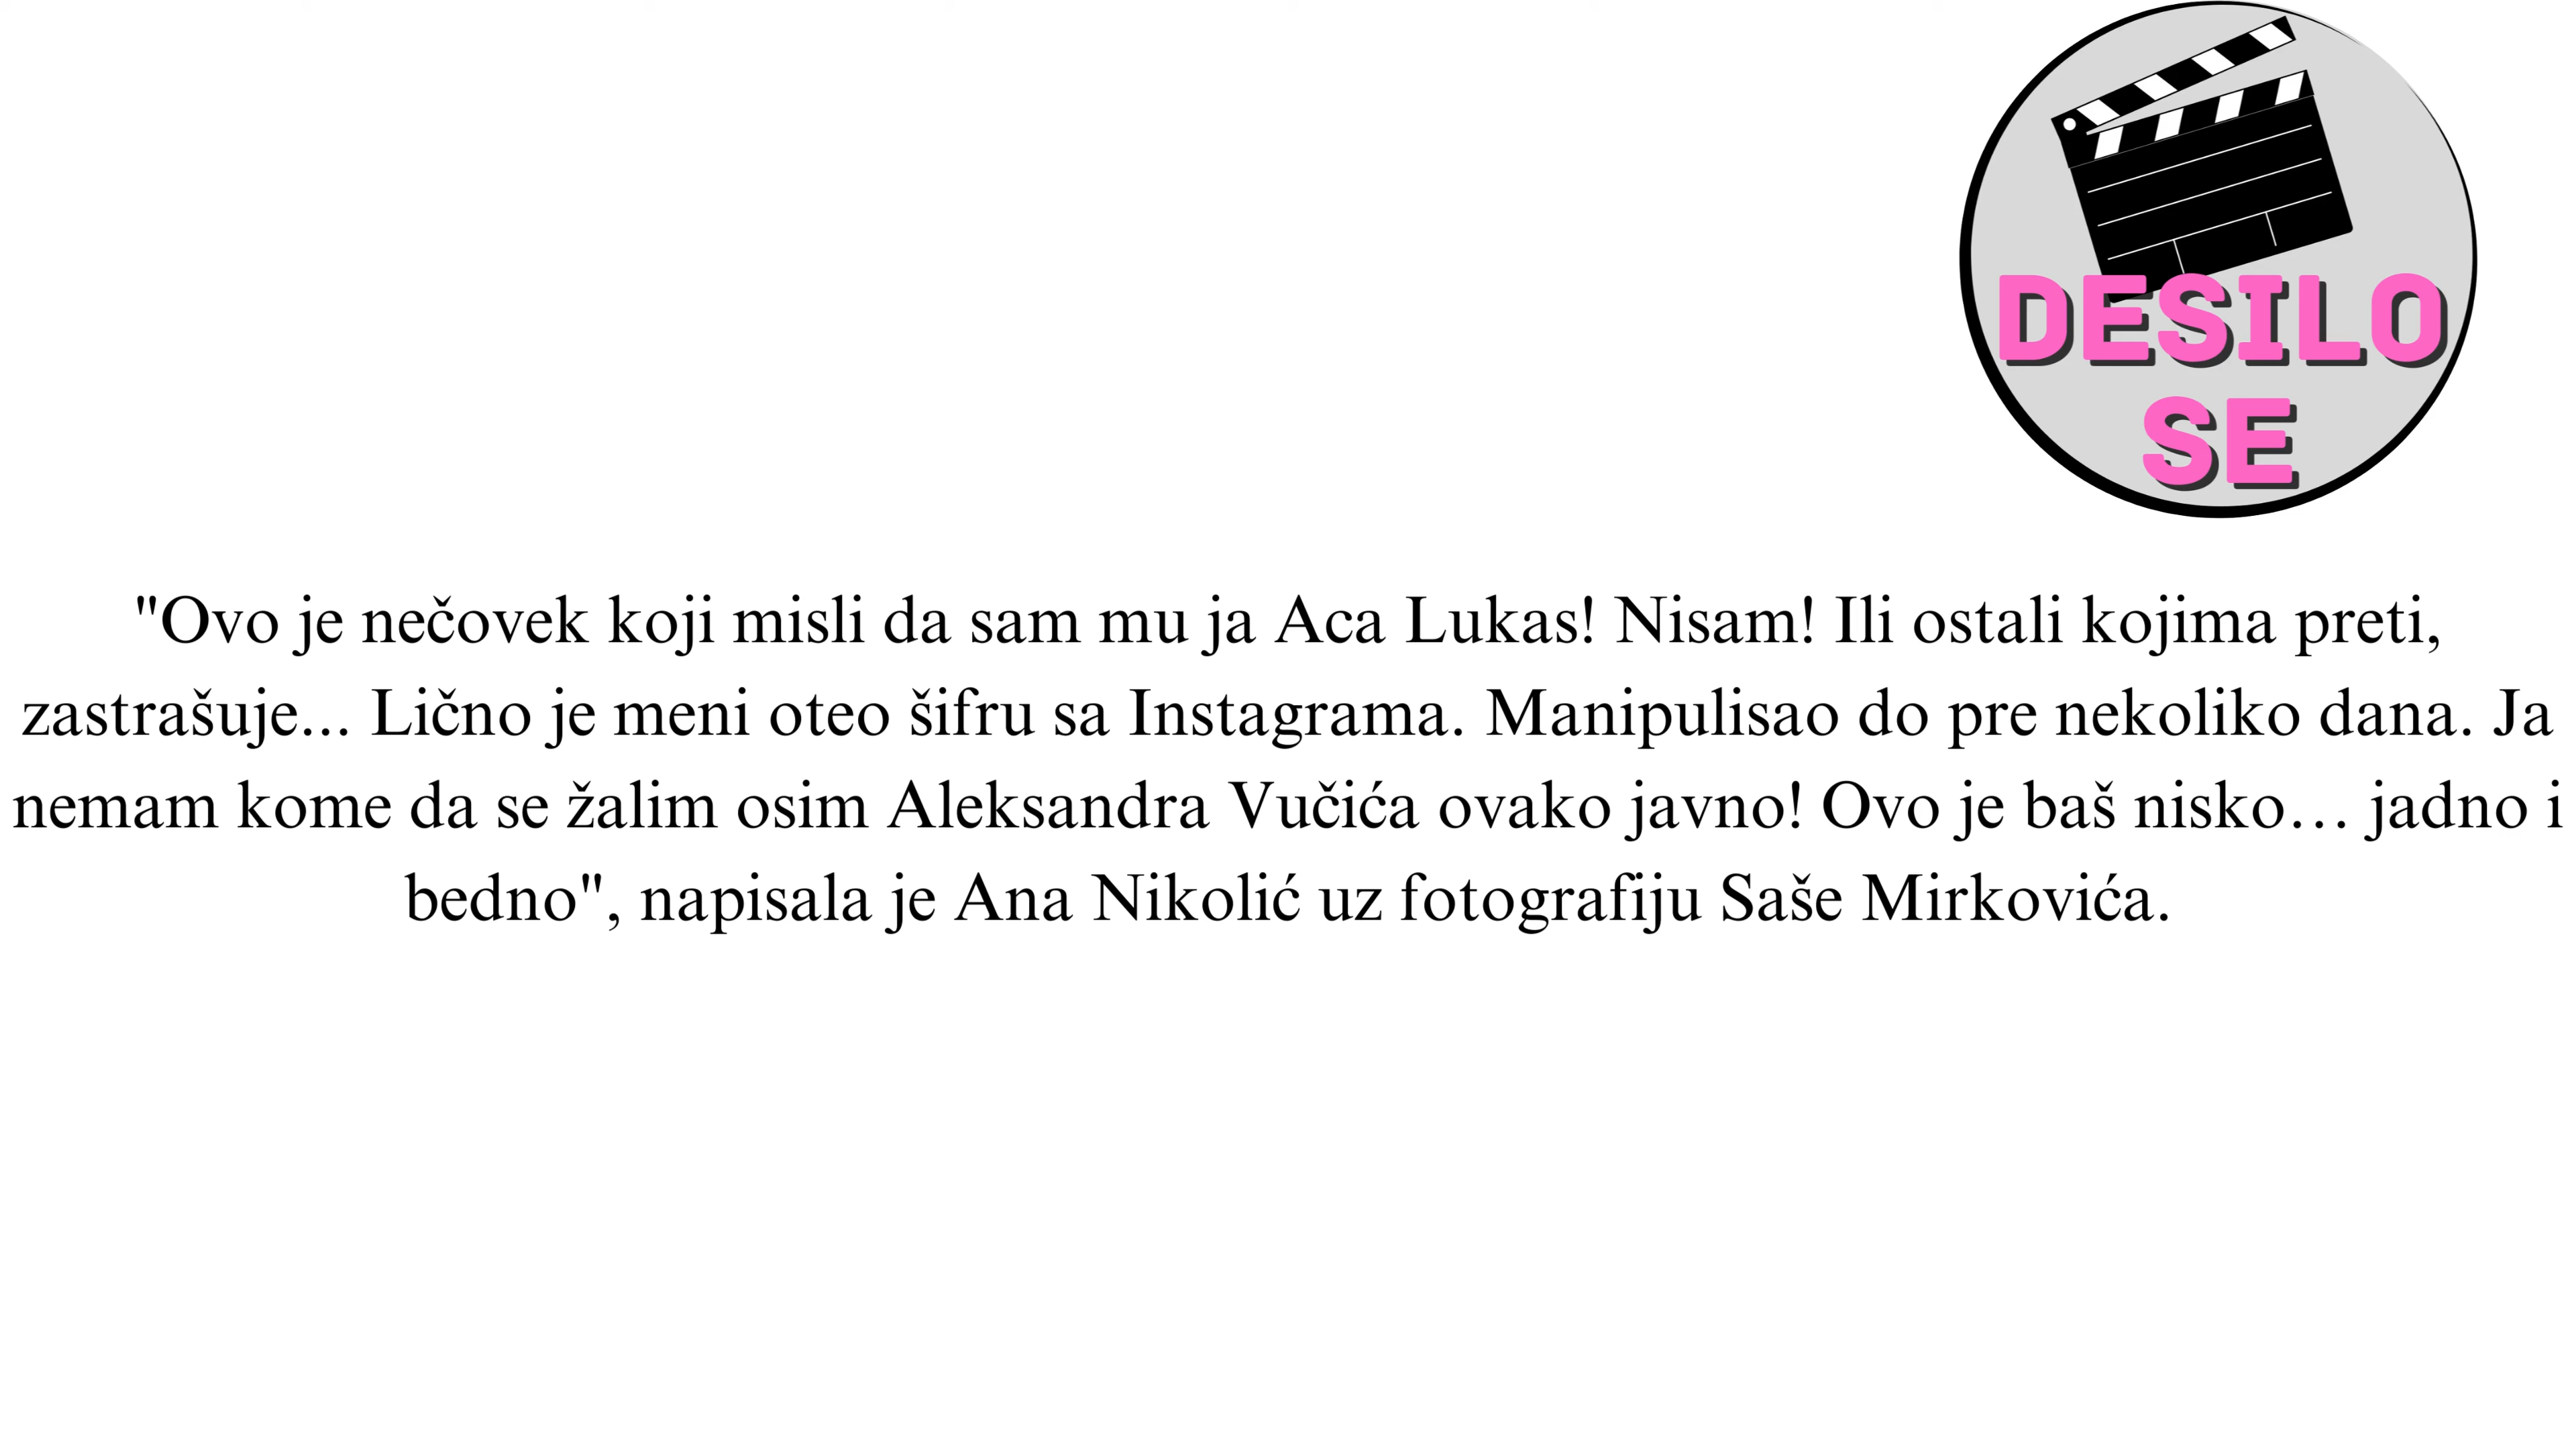 DESILO
SE
"Ovo je nečovek koji misli da sam mu ja Aca Lukas! Nisam! Ili ostali kojima preti,
zastrašuje... Lično je meni oteo šifru sa Instagrama. Manipulisao do pre nekoliko dana. Ja
nemam kome da se žalim osim Aleksandra Vučića ovako javno! Ovo je baš nisko… jadno i
bedno", napisala je Ana Nikolić uz fotografiju Saše Mirkovića.